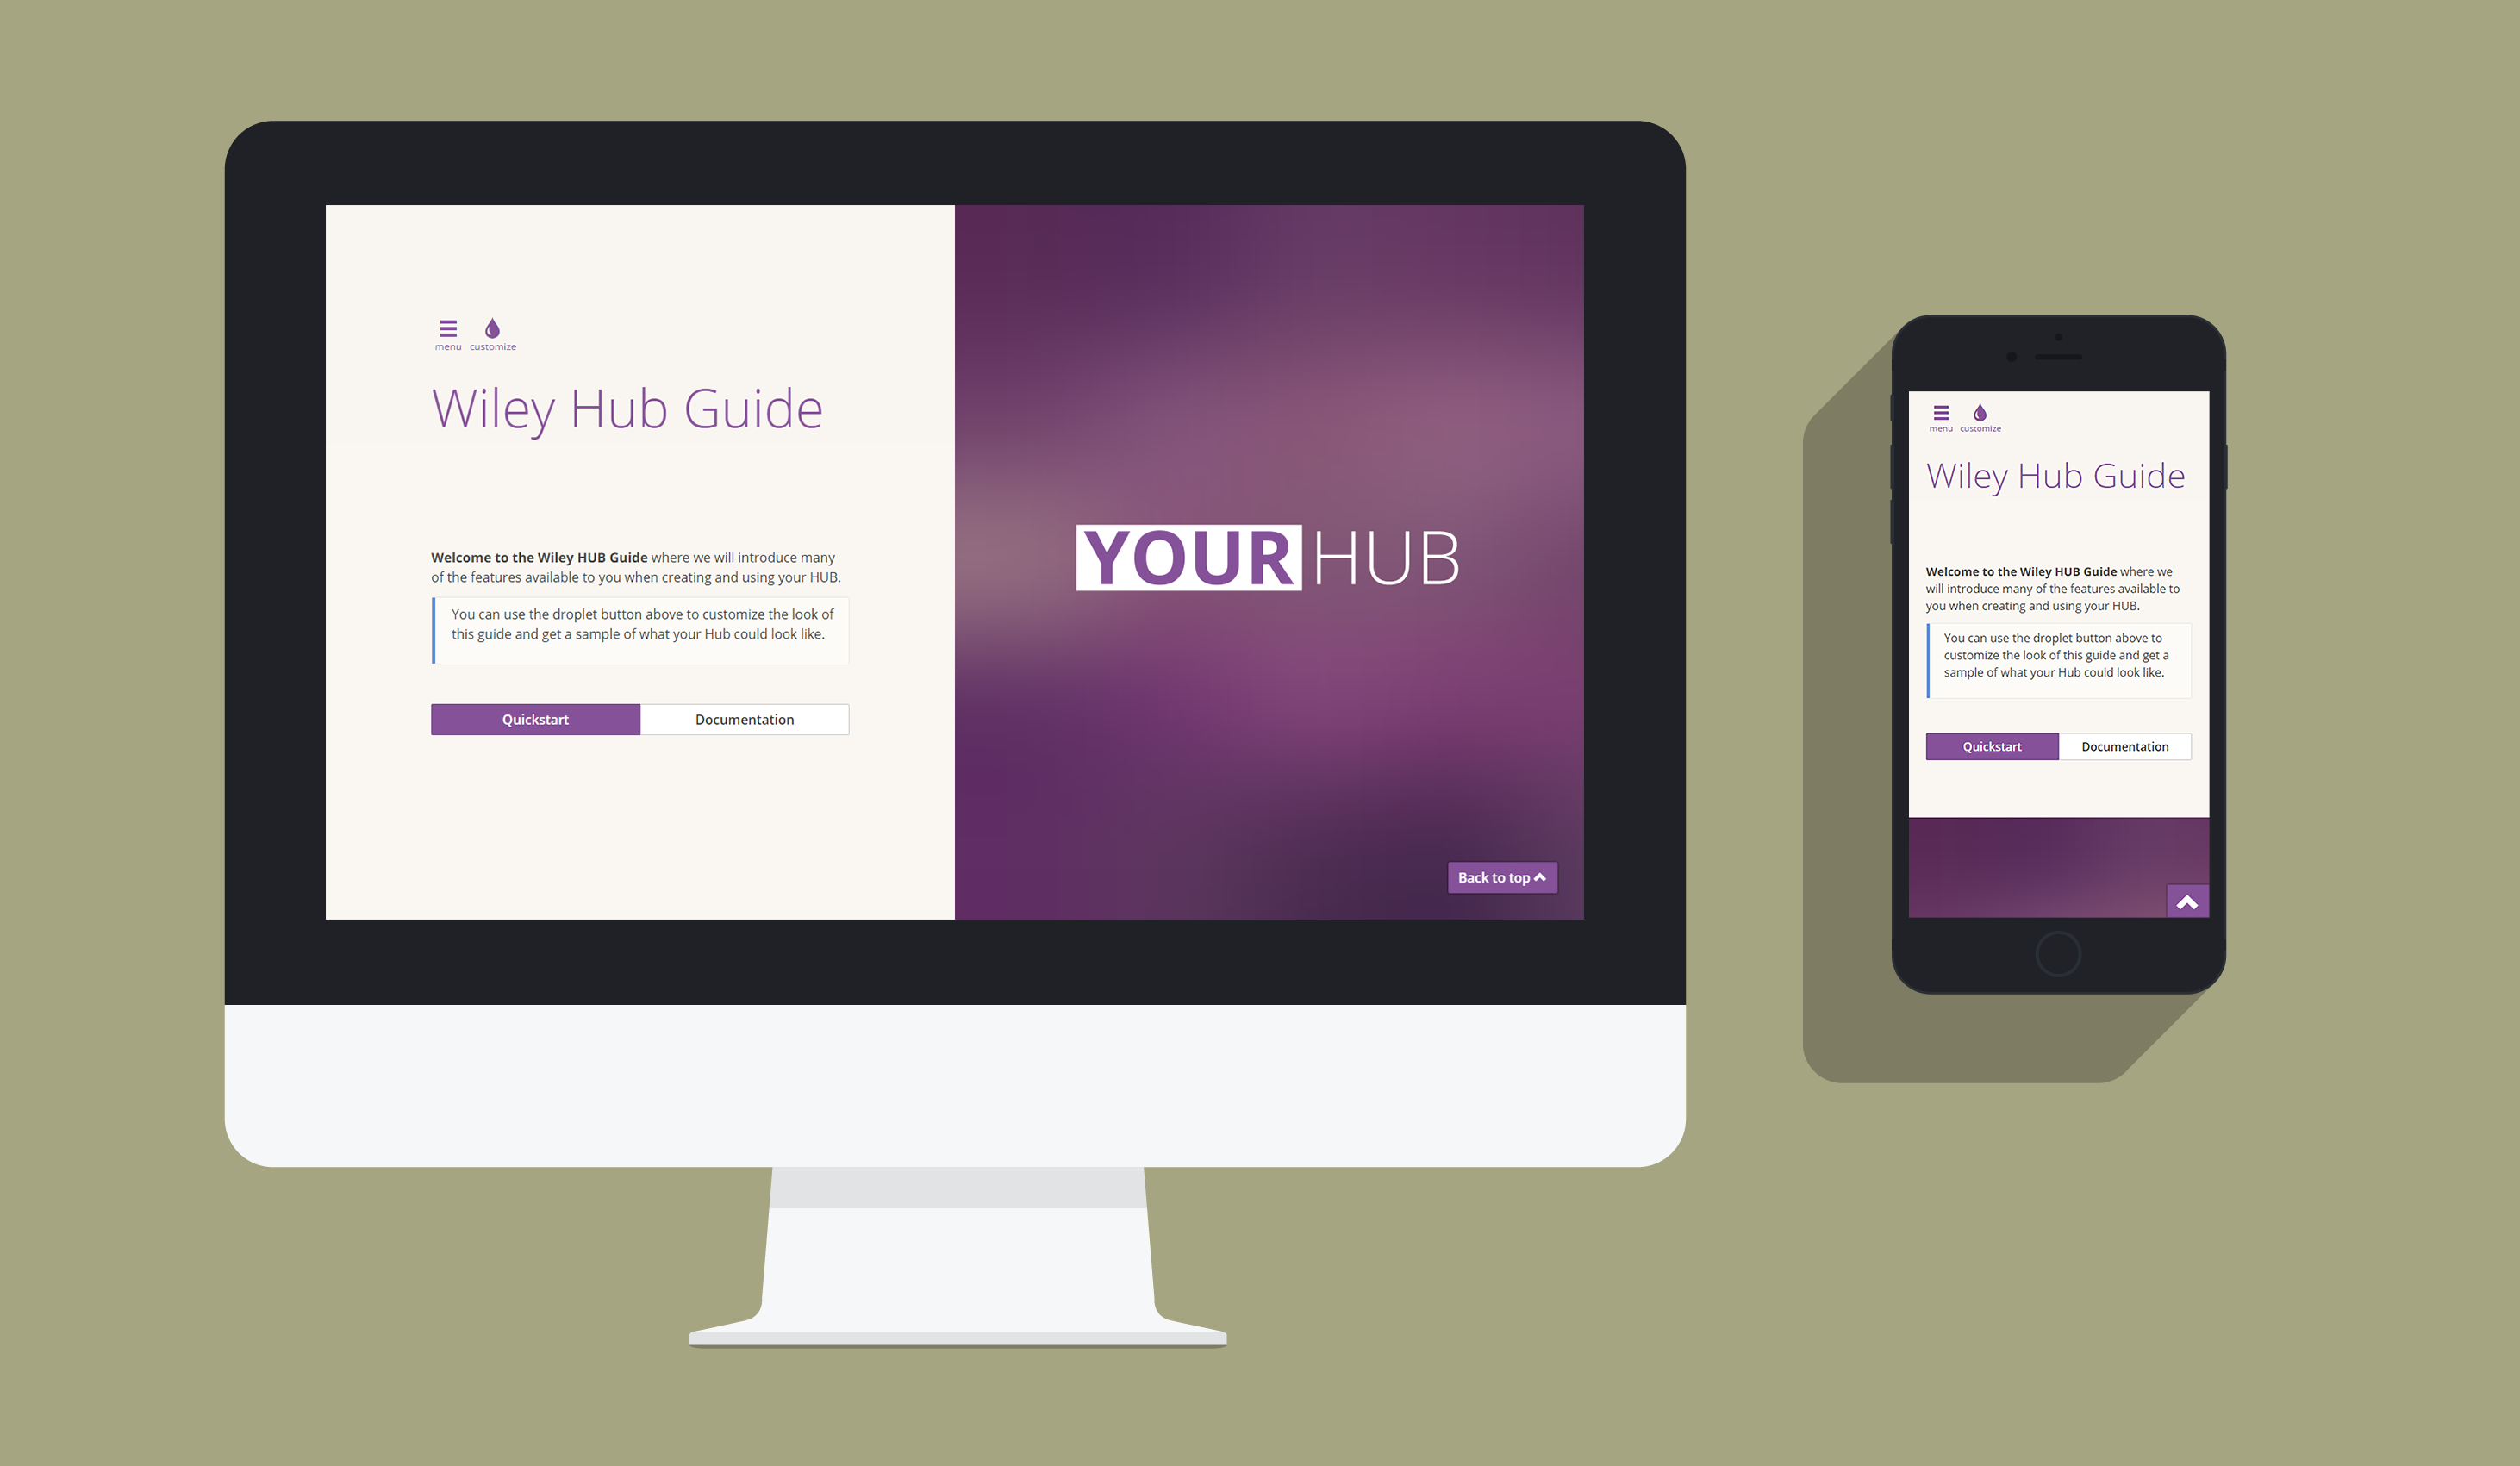 menu customize
Wiley Hub Guide
Welcome to the Wiley HUB Guide where we will introduce many
of the features available to you when creating and using your HUB.
You can use the droplet button above to customize the look of
this guide and get a sample of what your Hub could look like.
Quickstart Documentation
YOUR HUB
Back to top
menu customize
Wiley Hub Guide
Welcome to the Wiley HUB Guide where we
will introduce many of the features available to
you when creating and using your HUB.
You can use the droplet button above to
customize the look of this guide and get a
sample of what your Hub could look like.
Quickstart Documentation